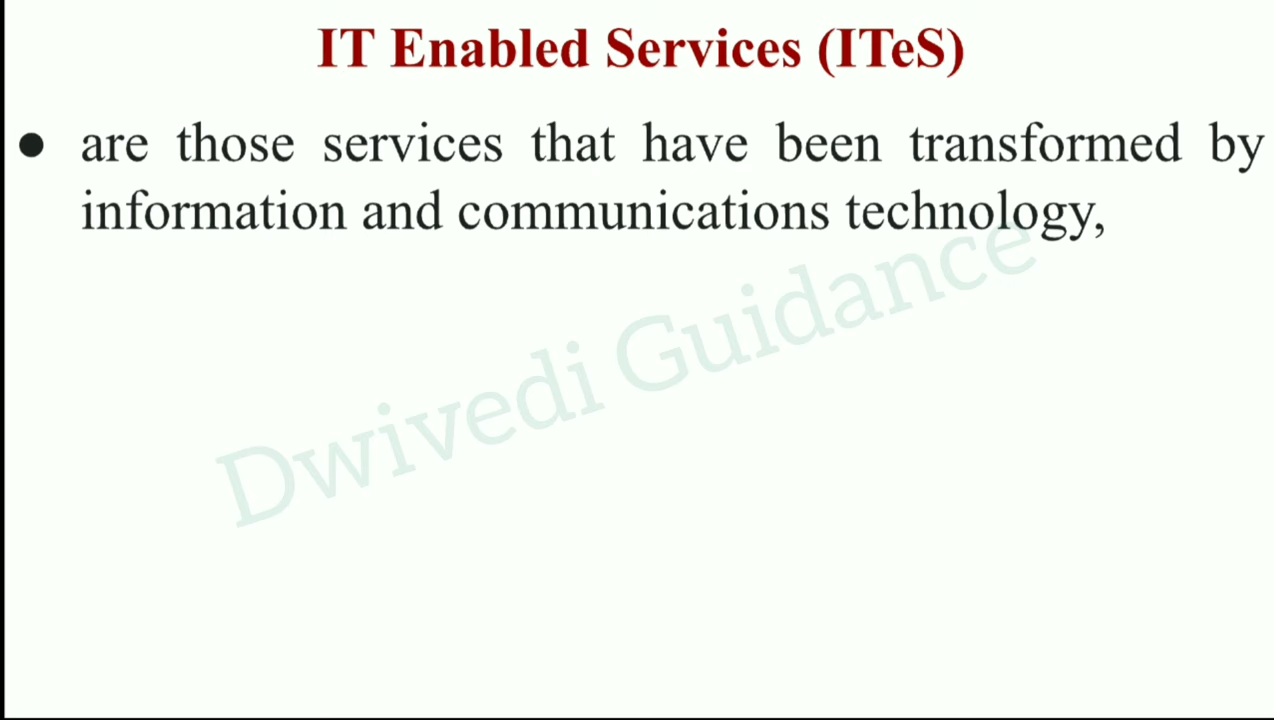 IT Enabled Services (ITeS)
● are those services that have been transformed by
information and communications technology,
Dwivedi Guidance